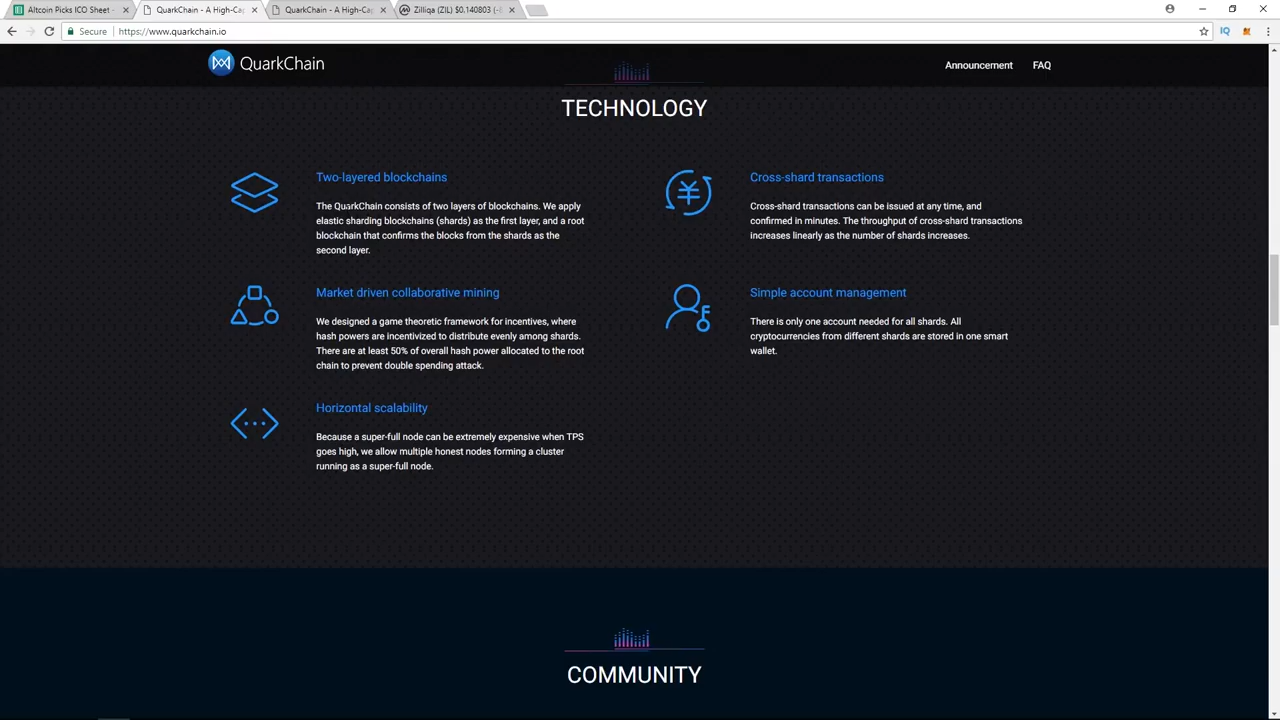 Altcoin Picks ICO Sheet -
QuarkChain - A High-Cap
QuarkChain - A High-Cap
Zilliqa (ZIL) $0.140803 (-8
Secure
https://www.quarkchain.io
IQ
QuarkChain
Announcement
FAQ
TECHNOLOGY
Two-layered blockchains
The QuarkChain consists of two layers of blockchains. We apply
elastic sharding blockchains (shards) as the first layer, and a root
blockchain that confirms the blocks from the shards as the
second layer.
Cross-shard transactions
Cross-shard transactions can be issued at any time, and
confirmed in minutes. The throughput of cross-shard transactions
increases linearly as the number of shards increases.
Market driven collaborative mining
We designed a game theoretic framework for incentives, where
hash powers are incentivized to distribute evenly among shards.
There are at least 50% of overall hash power allocated to the root
chain to prevent double spending attack.
Simple account management
There is only one account needed for all shards. All
cryptocurrencies from different shards are stored in one smart
wallet.
Horizontal scalability
Because a super-full node can be extremely expensive when TPS
goes high, we allow multiple honest nodes forming a cluster
running as a super-full node.
COMMUNITY